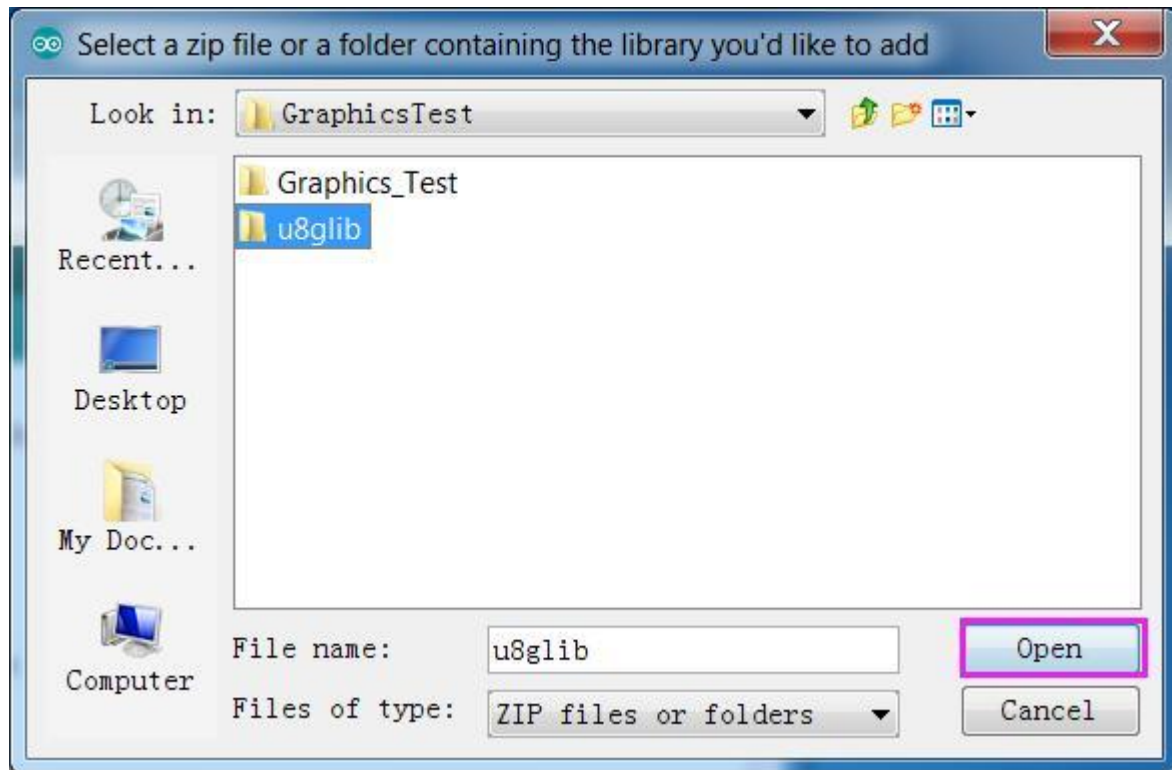 Select a zip file or a folder containing the library you'd like to add
Look in: GraphicsTest
Graphics_Test
u8glib
Recent...
Desktop
My Doc...
Computer
File name: u8glib Open
Files of type: ZIP files or folders Cancel